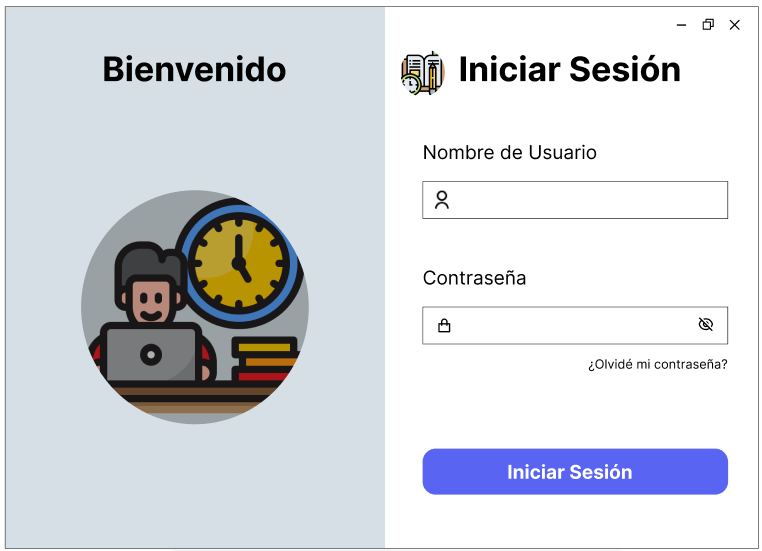 Bienvenido
Iniciar Sesión
Nombre de Usuario
Contraseña
¿Olvidé mi contraseña?
Iniciar Sesión